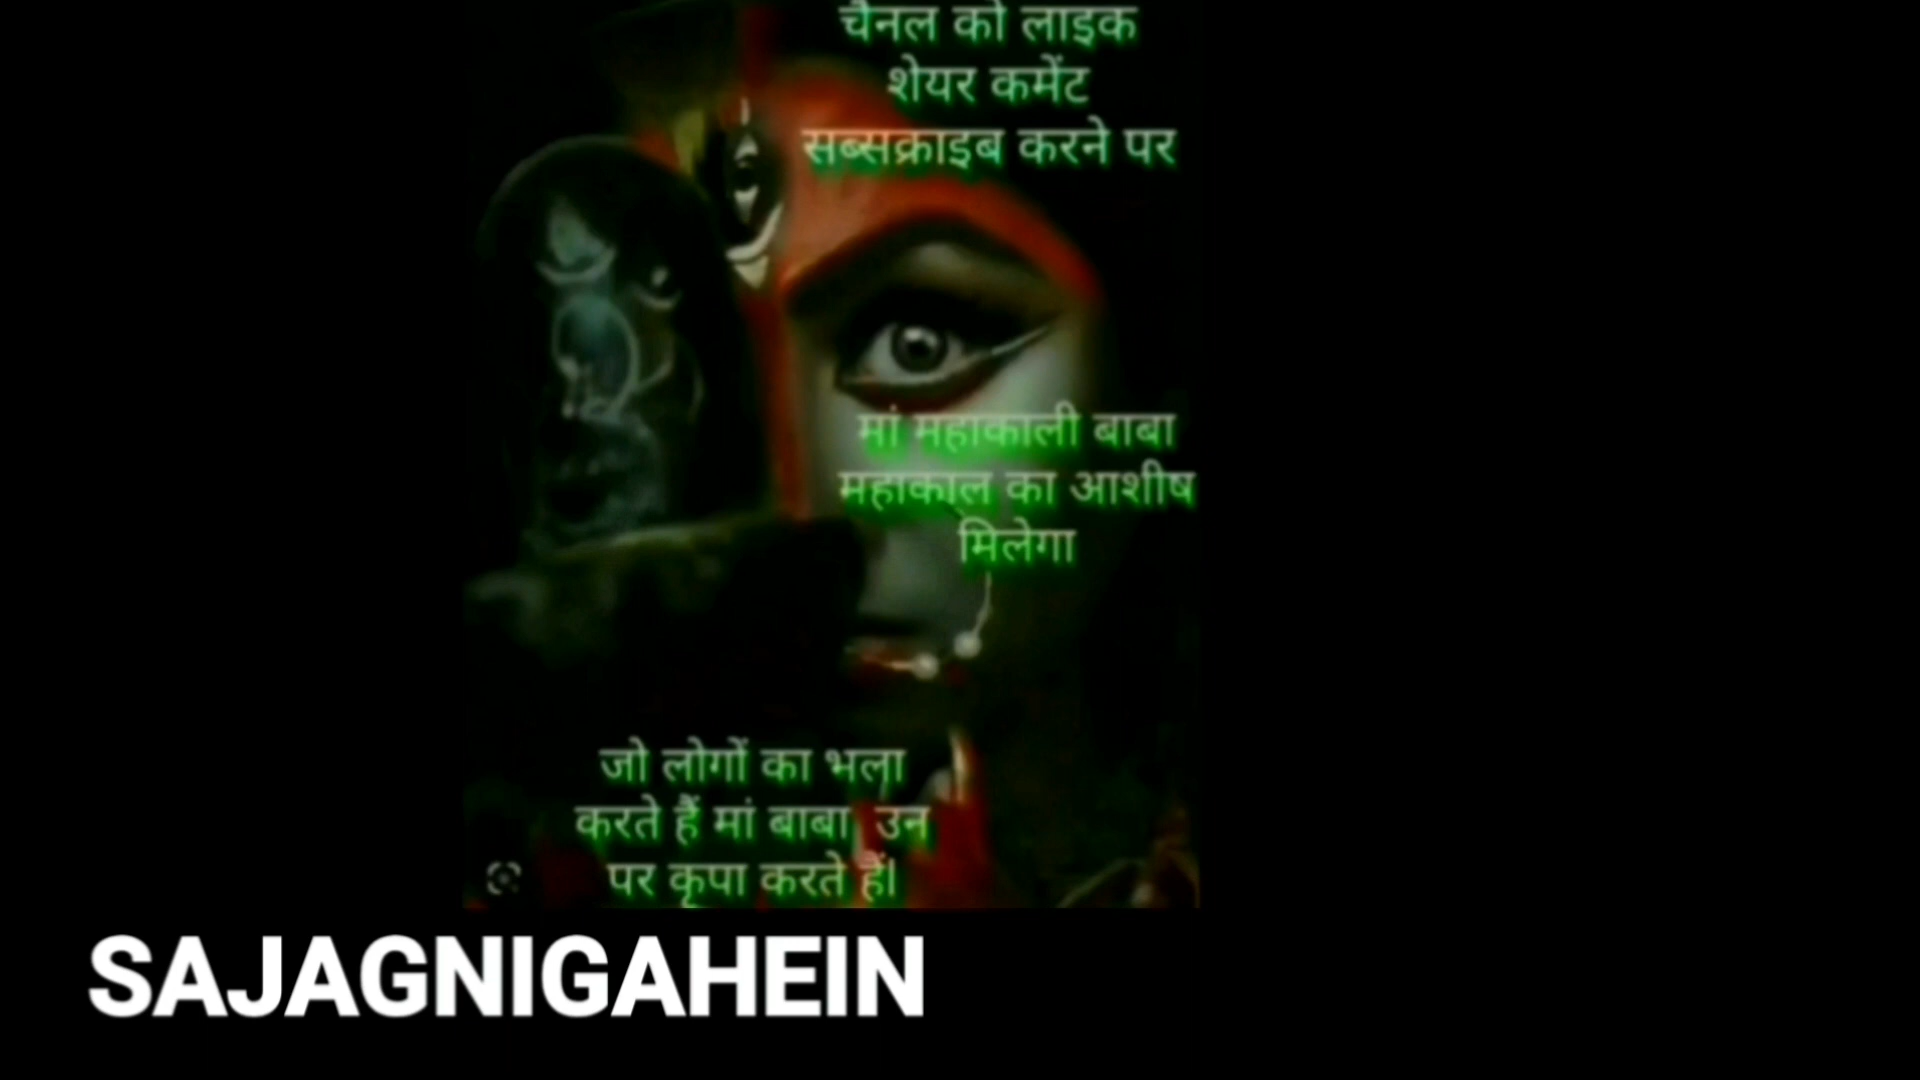 चैनल को लाइक
शेयर कमेंट
सब्सक्राइब करने पर
मां महाकाली बाबा
महाकाल का आशीष
मिलेगा
जो लोगों का भला
करते हैं मां बाबा  उन
पर कृपा करते हैं।
SAJAGNIGAHEIN